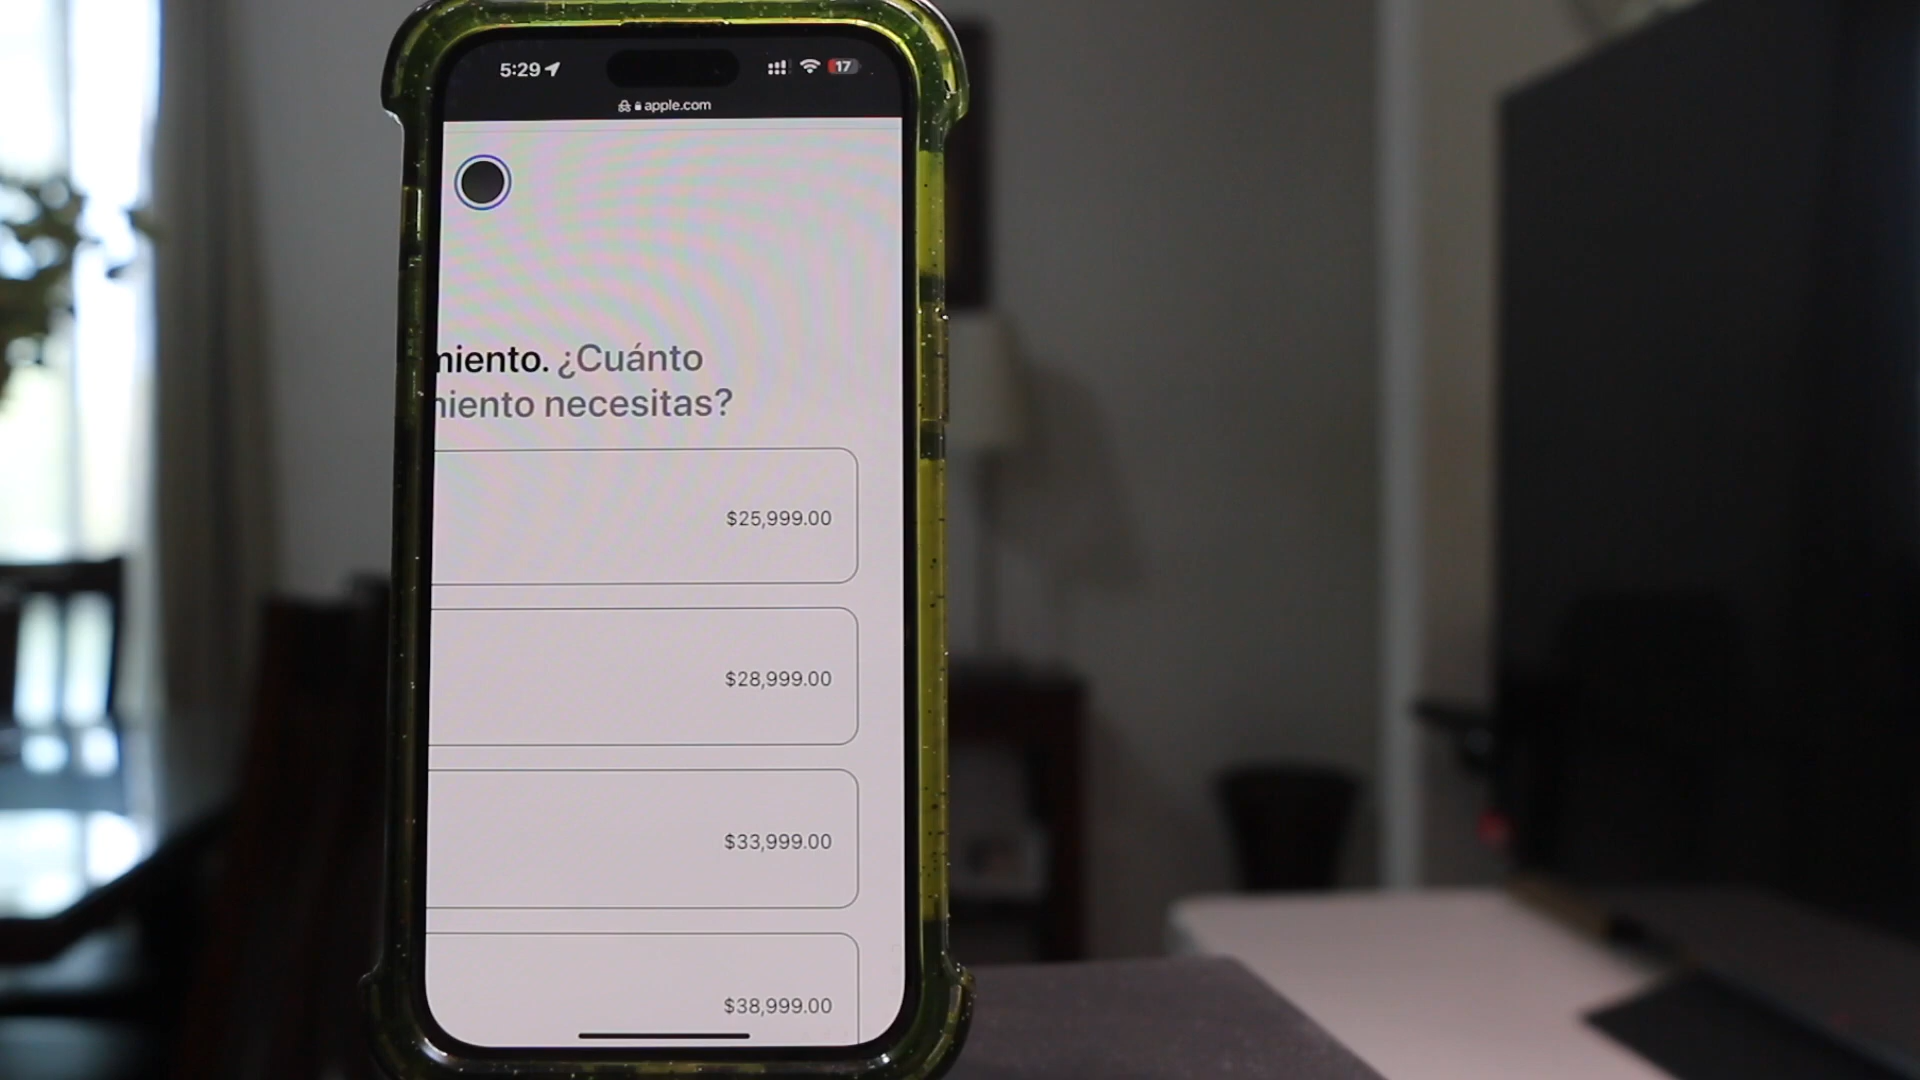 5:29
17
apple.com
miento. ¿Cuánto
miento necesitas?
$25,999.00
$28,999.00
$33,999.00
$38,999.00